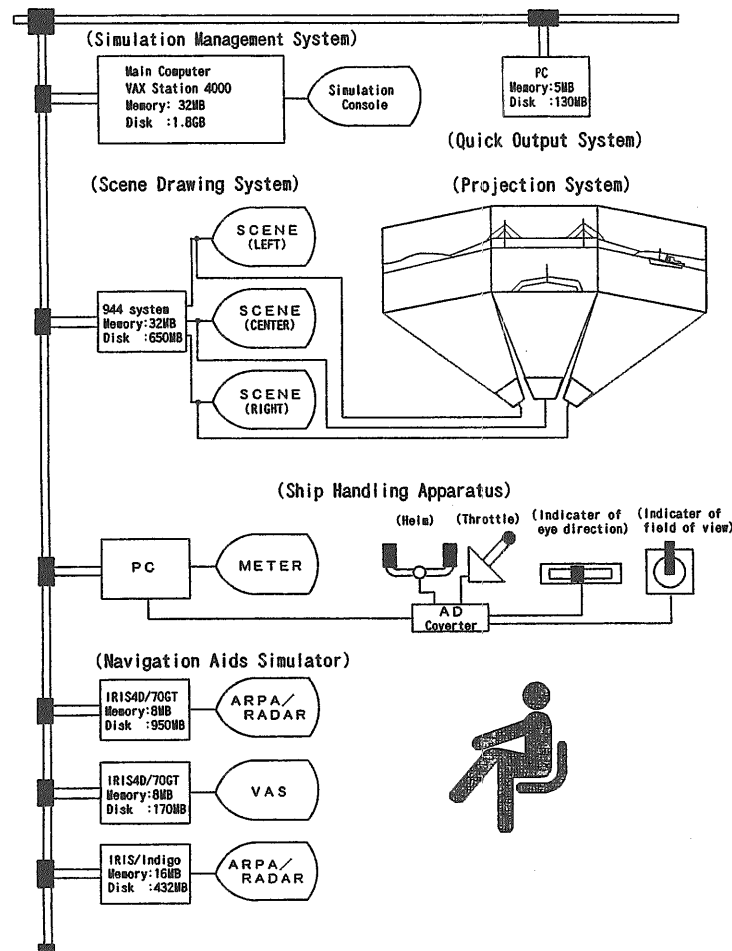 (Simulation Management System)
Main Computer
VAX Station 4000
Memory: 32MB
Disk :1.8GB
Simulation
Console
PC
Memory:5MB
Disk :130MB
(Quick Output System)
(Scene Drawing System)
(Projection System)
SCENE
(LEFT)
944 system
Memory:32MB
Disk :650MB
SCENE
(CENTER)
SCENE
(RIGHT)
(Ship Handling Apparatus)
(Helm)
(Throttle)
(Indicater of
eye direction)
(Indicater of
field of view)
PC
METER
AD
Coverter
(Navigation Aids Simulator)
IRIS4D/70GT
Memory:8MB
Disk :950MB
ARPA/
RADAR
IRIS4D/70GT
Memory:8MB
Disk :170MB
VAS
IRIS/Indigo
Memory:16MB
Disk :432MB
ARPA/
RADAR